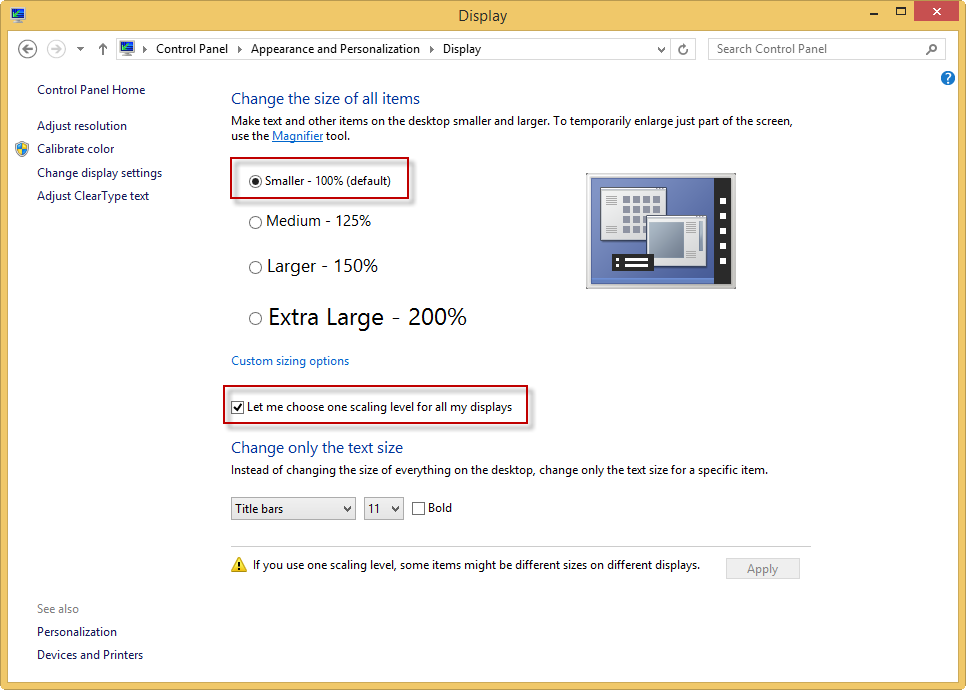 Display
Control Panel Appearance and Personalization Display
Search Control Panel
Control Panel Home
Adjust resolution
Calibrate color
Change display settings
Adjust ClearType text
Change the size of all items
Make text and other items on the desktop smaller and larger. To temporarily enlarge just part of the screen,
use the Magnifier tool.
Smaller - 100% (default)
Medium - 125%
Larger - 150%
Extra Large - 200%
Custom sizing options
Let me choose one scaling level for all my displays
Change only the text size
Instead of changing the size of everything on the desktop, change only the text size for a specific item.
Title bars 11 Bold
If you use one scaling level, some items might be different sizes on different displays.
Apply
See also
Personalization
Devices and Printers